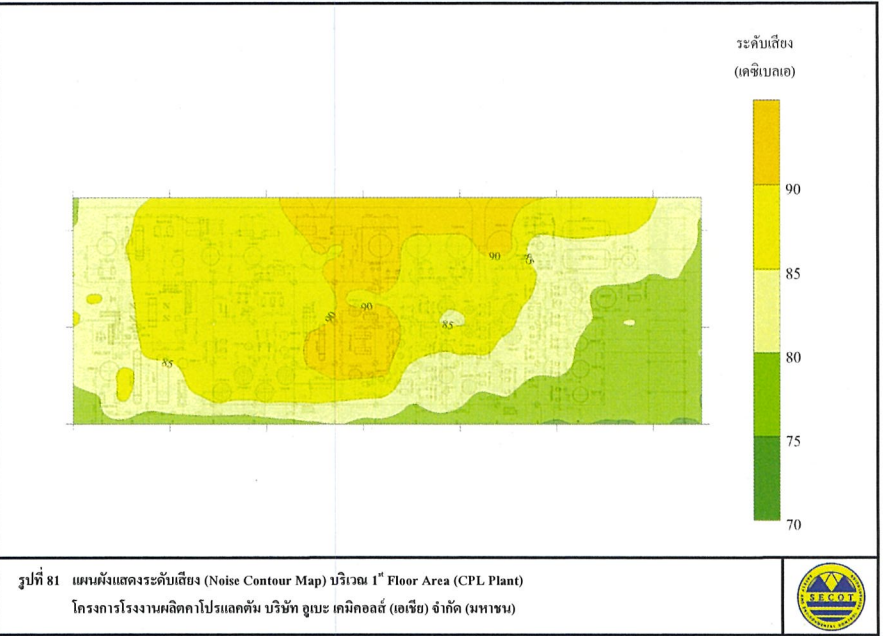 ระดับเสียง
(เดซิเบลเอ)
90
85
80
75
70
90
85
90
90
85
85
รูปที่ 81 แผนผังแสดงระดับเสียง (Noise Contour Map) บริเวณ 1st Floor Area (CPL Plant)
โครงการโรงงานผลิตคาโปรแลคตัม บริษัท อูเบะ เคมิคอลส์ (เอเชีย) จำกัด (มหาชน)
SECOT